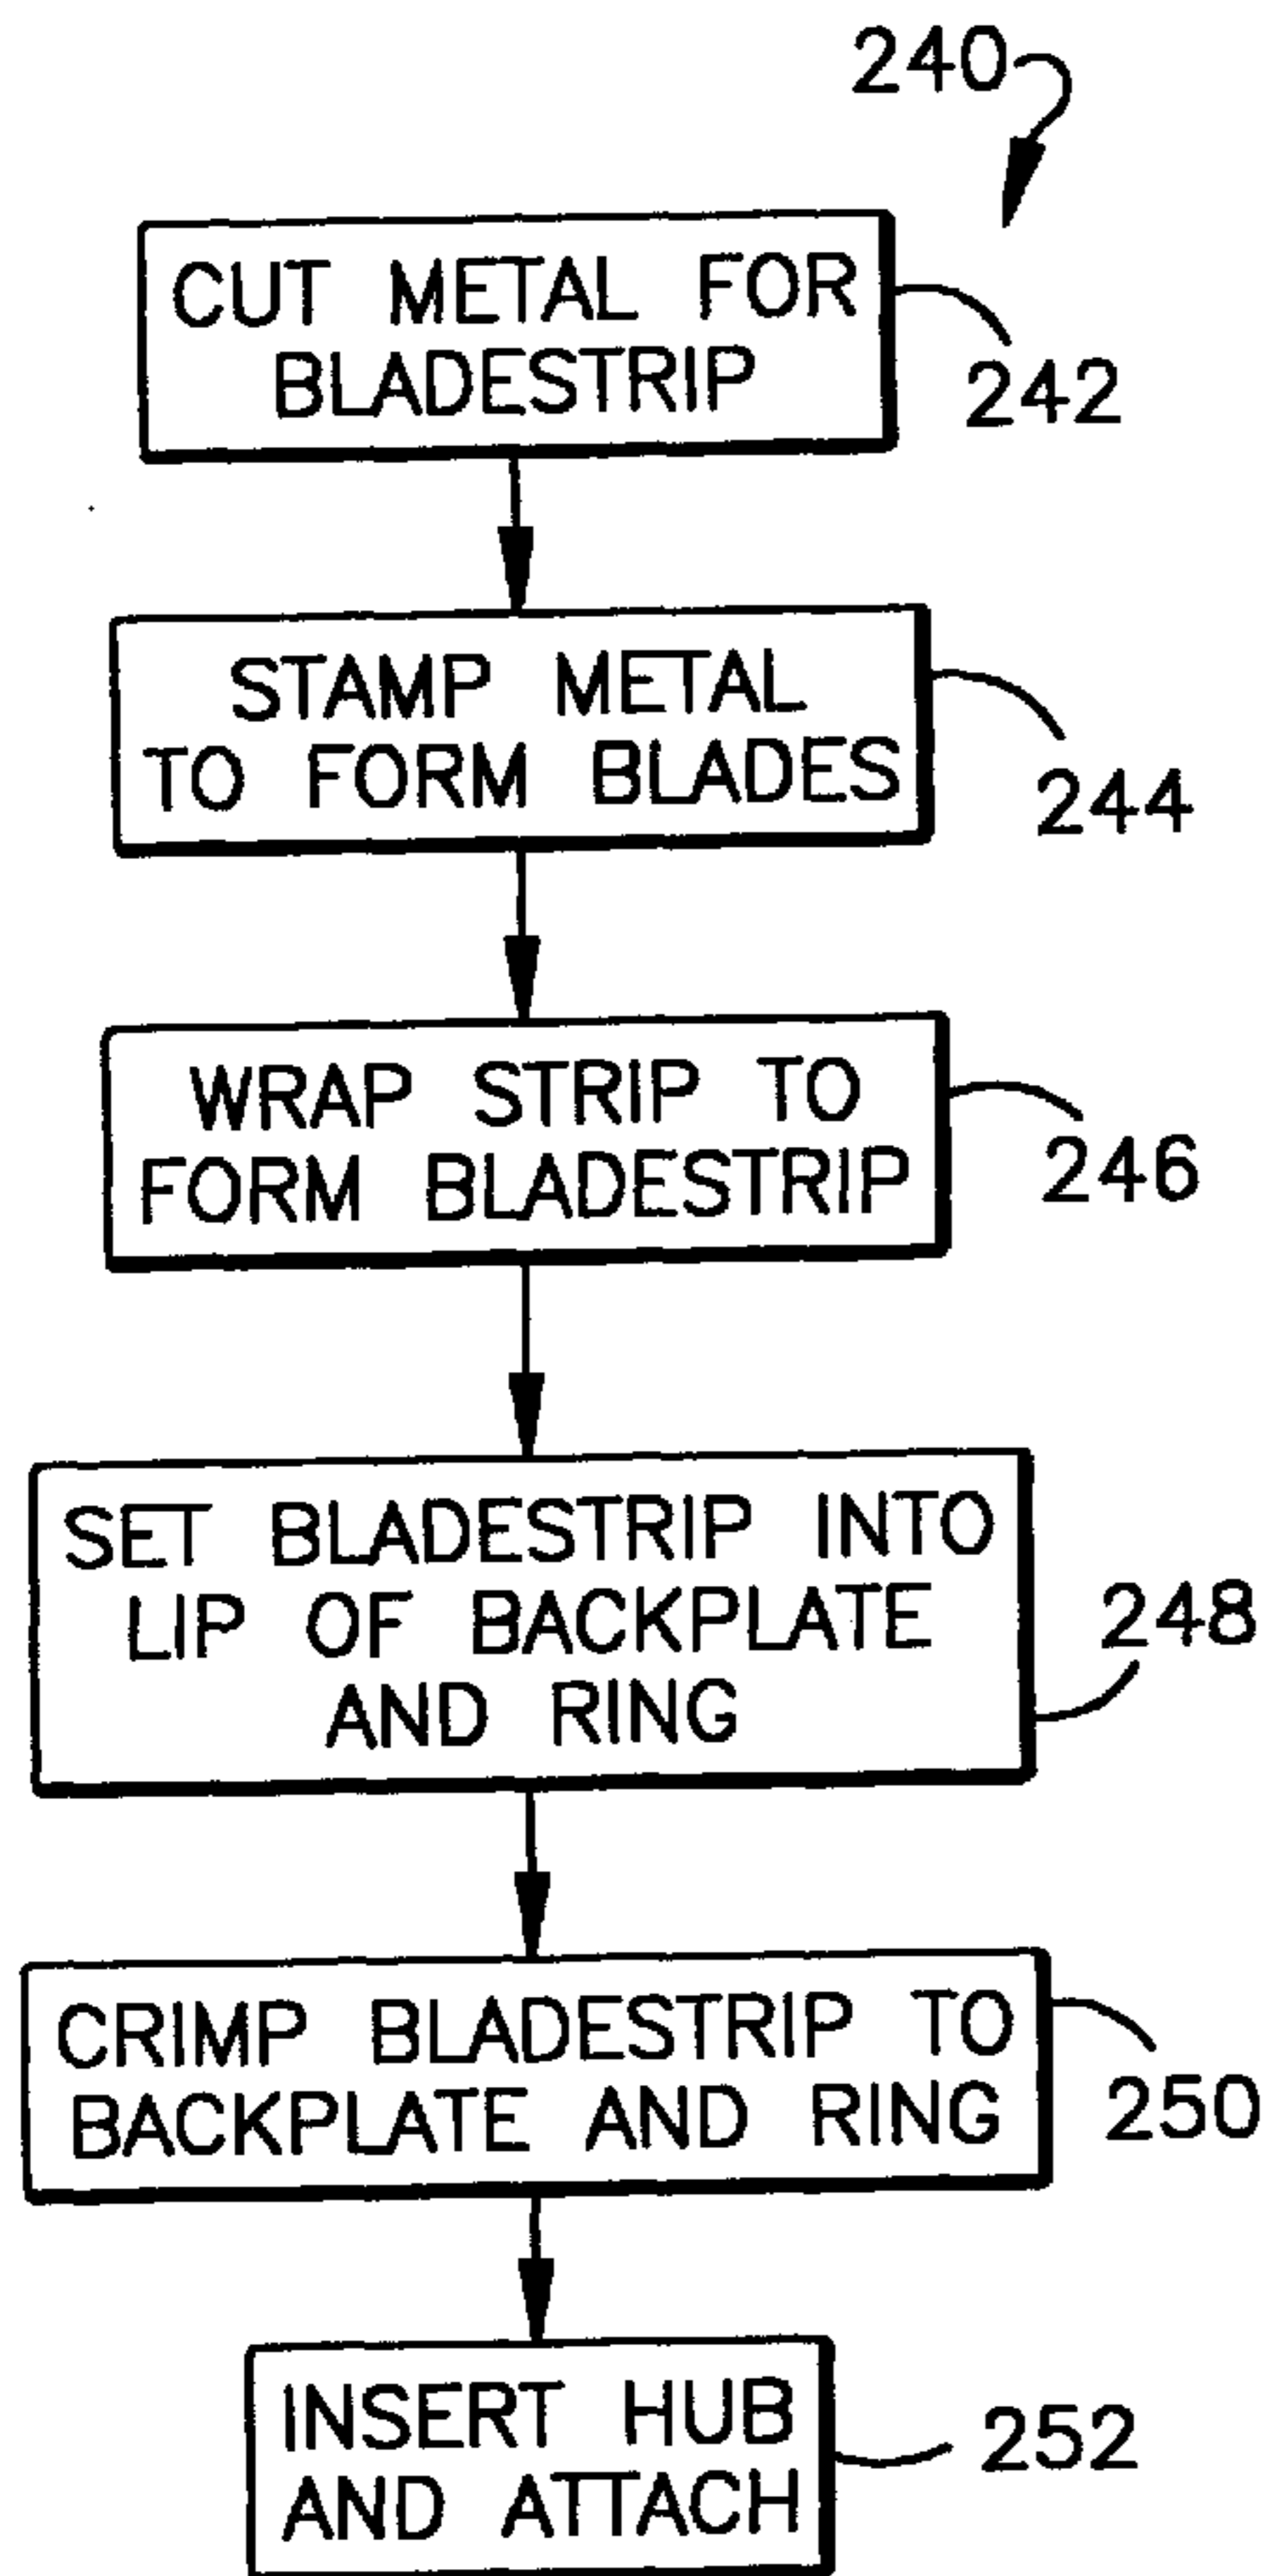 240
CUT METAL FOR
BLADESTRIP
242
STAMP METAL
TO FORM BLADES
244
WRAP STRIP TO
FORM BLADESTRIP
246
SET BLADESTRIP INTO
LIP OF BACKPLATE
AND RING
248
CRIMP BLADESTRIP TO
BACKPLATE AND RING
250
INSERT HUB
AND ATTACH
252